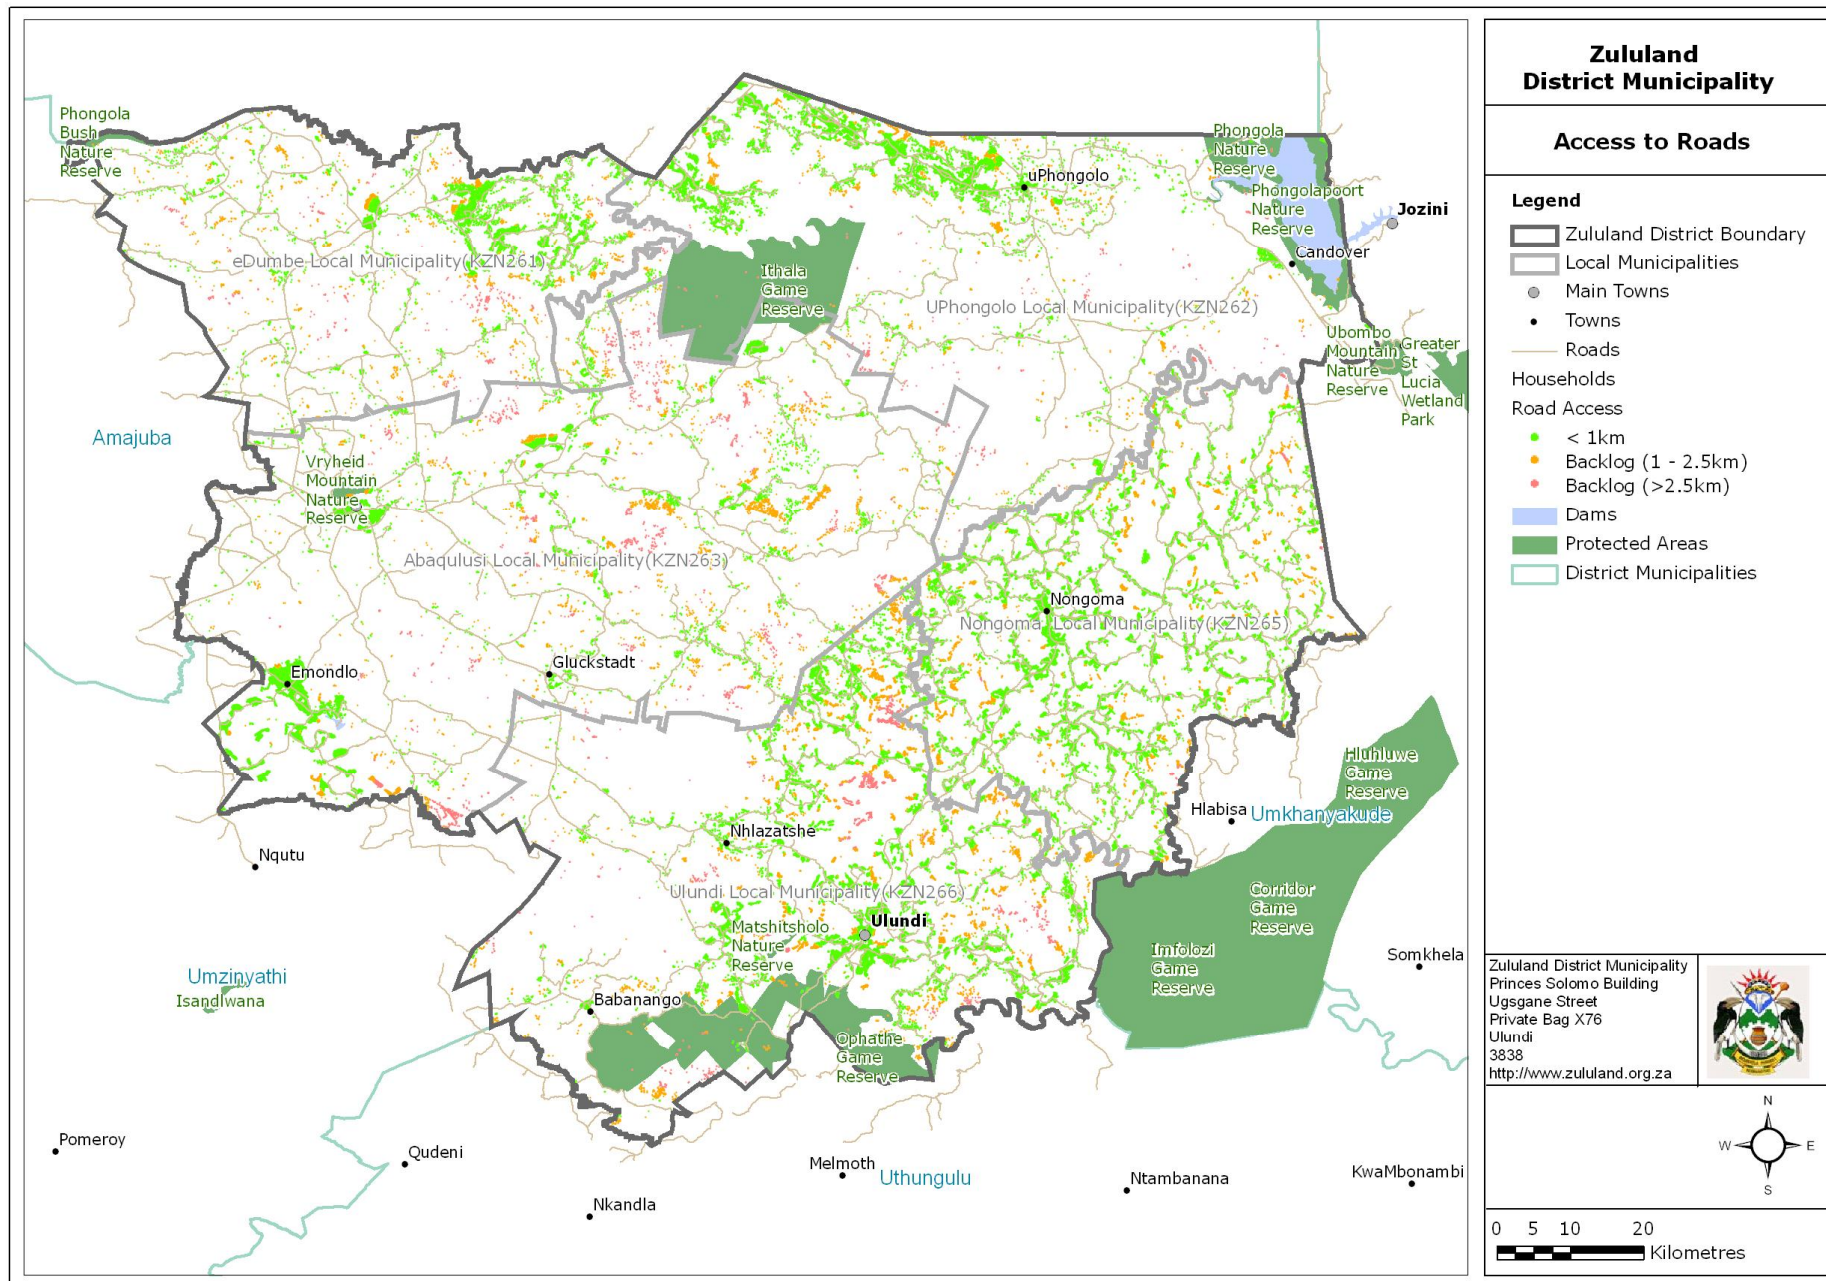 Zululand
District Municipality
Access to Roads
Legend
Zululand District Boundary
Local Municipalities
Main Towns
Towns
Roads
Households
Road Access
< 1km
Backlog (1 - 2.5km)
Backlog (>2.5km)
Dams
Protected Areas
District Municipalities
Phongola
Bush
Nature
Reserve
Phongola
Nature
Reserve
uPhongolo
Phongolapoort
Nature
Reserve
Jozini
Candover
eDumbe Local Municipality(KZN261)
Ithala
Game
Reserve
UPhongolo Local Municipality(KZN262)
Ubombo
Mountain
Nature
Reserve
Greater
St
Lucia
Wetland
Park
Amajuba
Vryheid
Mountain
Nature
Reserve
Abaqulusi Local Municipality(KZN263)
Nongoma
Nongoma Local Municipality(KZN265)
Emondlo
Gluckstadt
Hluhluwe
Game
Reserve
Hlabisa
Umkhanyakude
Nhlazatshe
Nqutu
Ulundi Local Municipality(KZN266)
Corridor
Game
Reserve
Ulundi
Matshitsholo
Nature
Reserve
Imfolozi
Game
Reserve
Somkhela
Umzinyathi
Isandlwana
Babanango
Ophathe
Game
Reserve
Pomeroy
Qudeni
Melmoth
Uthungulu
Ntambanana
KwaMbonambi
Nkandla
Zululand District Municipality
Princes Solomo Building
Ugsgane Street
Private Bag X76
Ulundi
3838
http://www.zululand.org.za
N
W
E
S
0 5 10 20
Kilometres